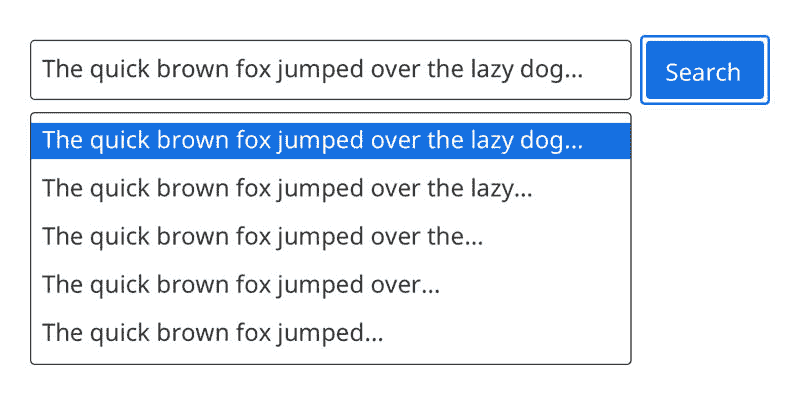 The quick brown fox jumped over the lazy dog...
Search
The quick brown fox jumped over the lazy dog...
The quick brown fox jumped over the lazy...
The quick brown fox jumped over the...
The quick brown fox jumped over...
The quick brown fox jumped...